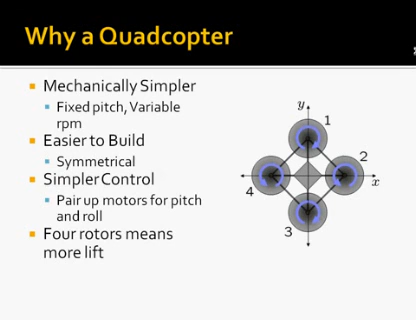 Why a Quadcopter
Mechanically Simpler
Fixed pitch, Variable
rpm
Easier to Build
Symmetrical
Simpler Control
Pair up motors for pitch
and roll
Four rotors means
more lift
y
1
2
x
4
3